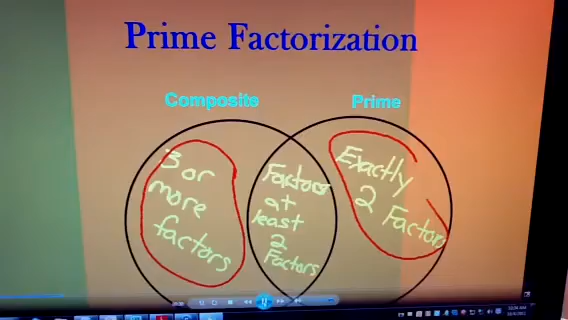 Prime Factorization
Composite
Prime
3 or
more
factors
Factors
at
least
2
Factors
Exactly
2 Factors